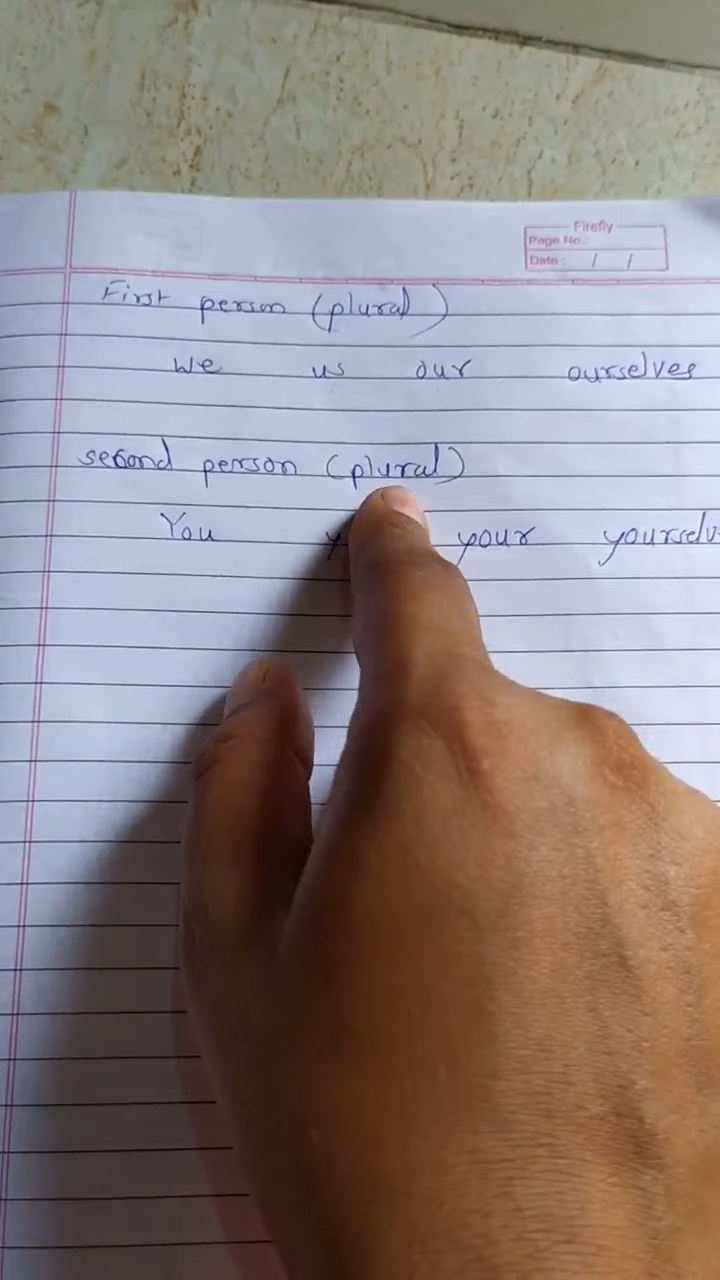 Firefly
Page No.:
Date: / /
First person (plural)
We us our ourselves
second person (plural)
You your